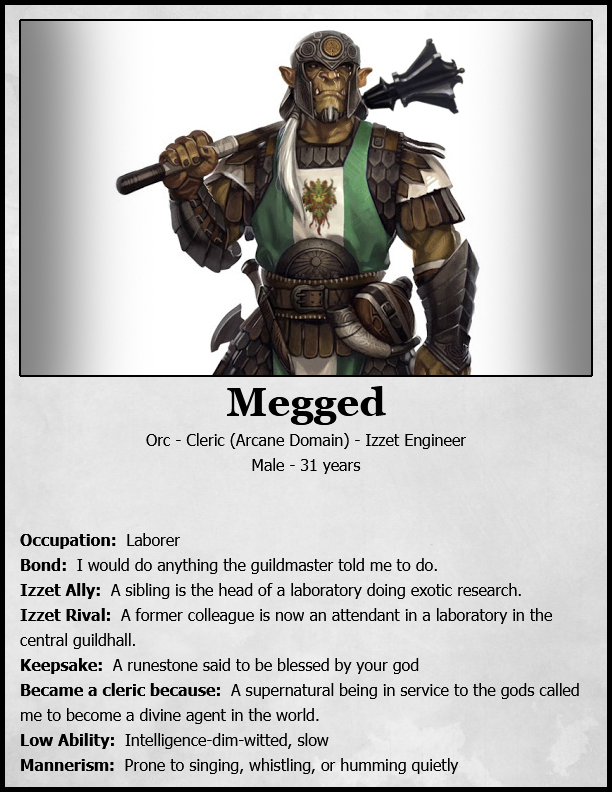 Megged
Orc - Cleric (Arcane Domain) - Izzet Engineer
Male - 31 years
Occupation: Laborer
Bond: I would do anything the guildmaster told me to do.
Izzet Ally: A sibling is the head of a laboratory doing exotic research.
Izzet Rival: A former colleague is now an attendant in a laboratory in the
central guildhall.
Keepsake: A runestone said to be blessed by your god
Became a cleric because: A supernatural being in service to the gods called
me to become a divine agent in the world.
Low Ability: Intelligence-dim-witted, slow
Mannerism: Prone to singing, whistling, or humming quietly